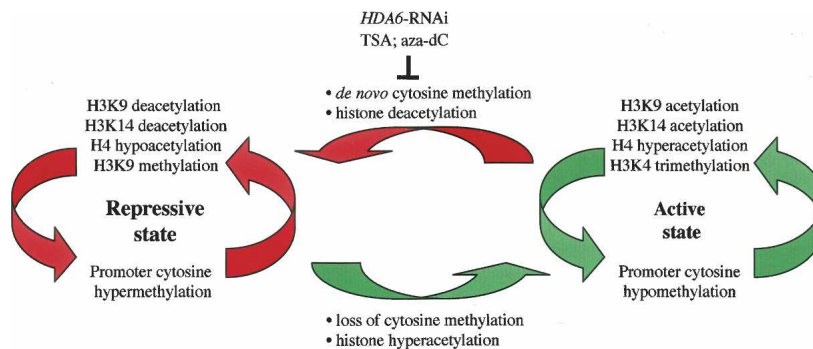 HDA6-RNAi
TSA; aza-dC
• de novo cytosine methylation
• histone deacetylation
H3K9 deacetylation
H3K14 deacetylation
H4 hypoacetylation
H3K9 methylation
Repressive
state
Promoter cytosine
hypermethylation
H3K9 acetylation
H3K14 acetylation
H4 hyperacetylation
H3K4 trimethylation
Active
state
Promoter cytosine
hypomethylation
• loss of cytosine methylation
• histone hyperacetylation